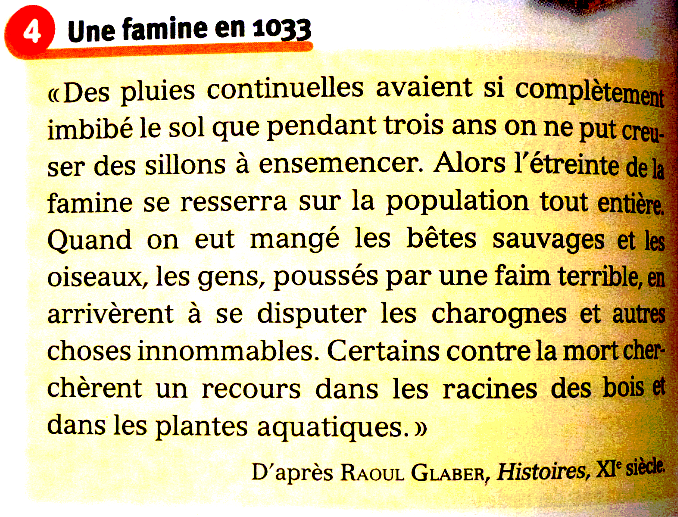 4 Une famine en 1033
« Des pluies continuelles avaient si complètement
imbibé le sol que pendant trois ans on ne put creu-
ser des sillons à ensemencer. Alors l'étreinte de la
famine se resserra sur la population tout entière.
Quand on eut mangé les bêtes sauvages et les
oiseaux, les gens, poussés par une faim terrible, en
arrivèrent à se disputer les charognes et autres
choses innommables. Certains contre la mort cher-
chèrent un recours dans les racines des bois et
dans les plantes aquatiques. »
D'après RAOUL GLABER, Histoires, XIe siècle.